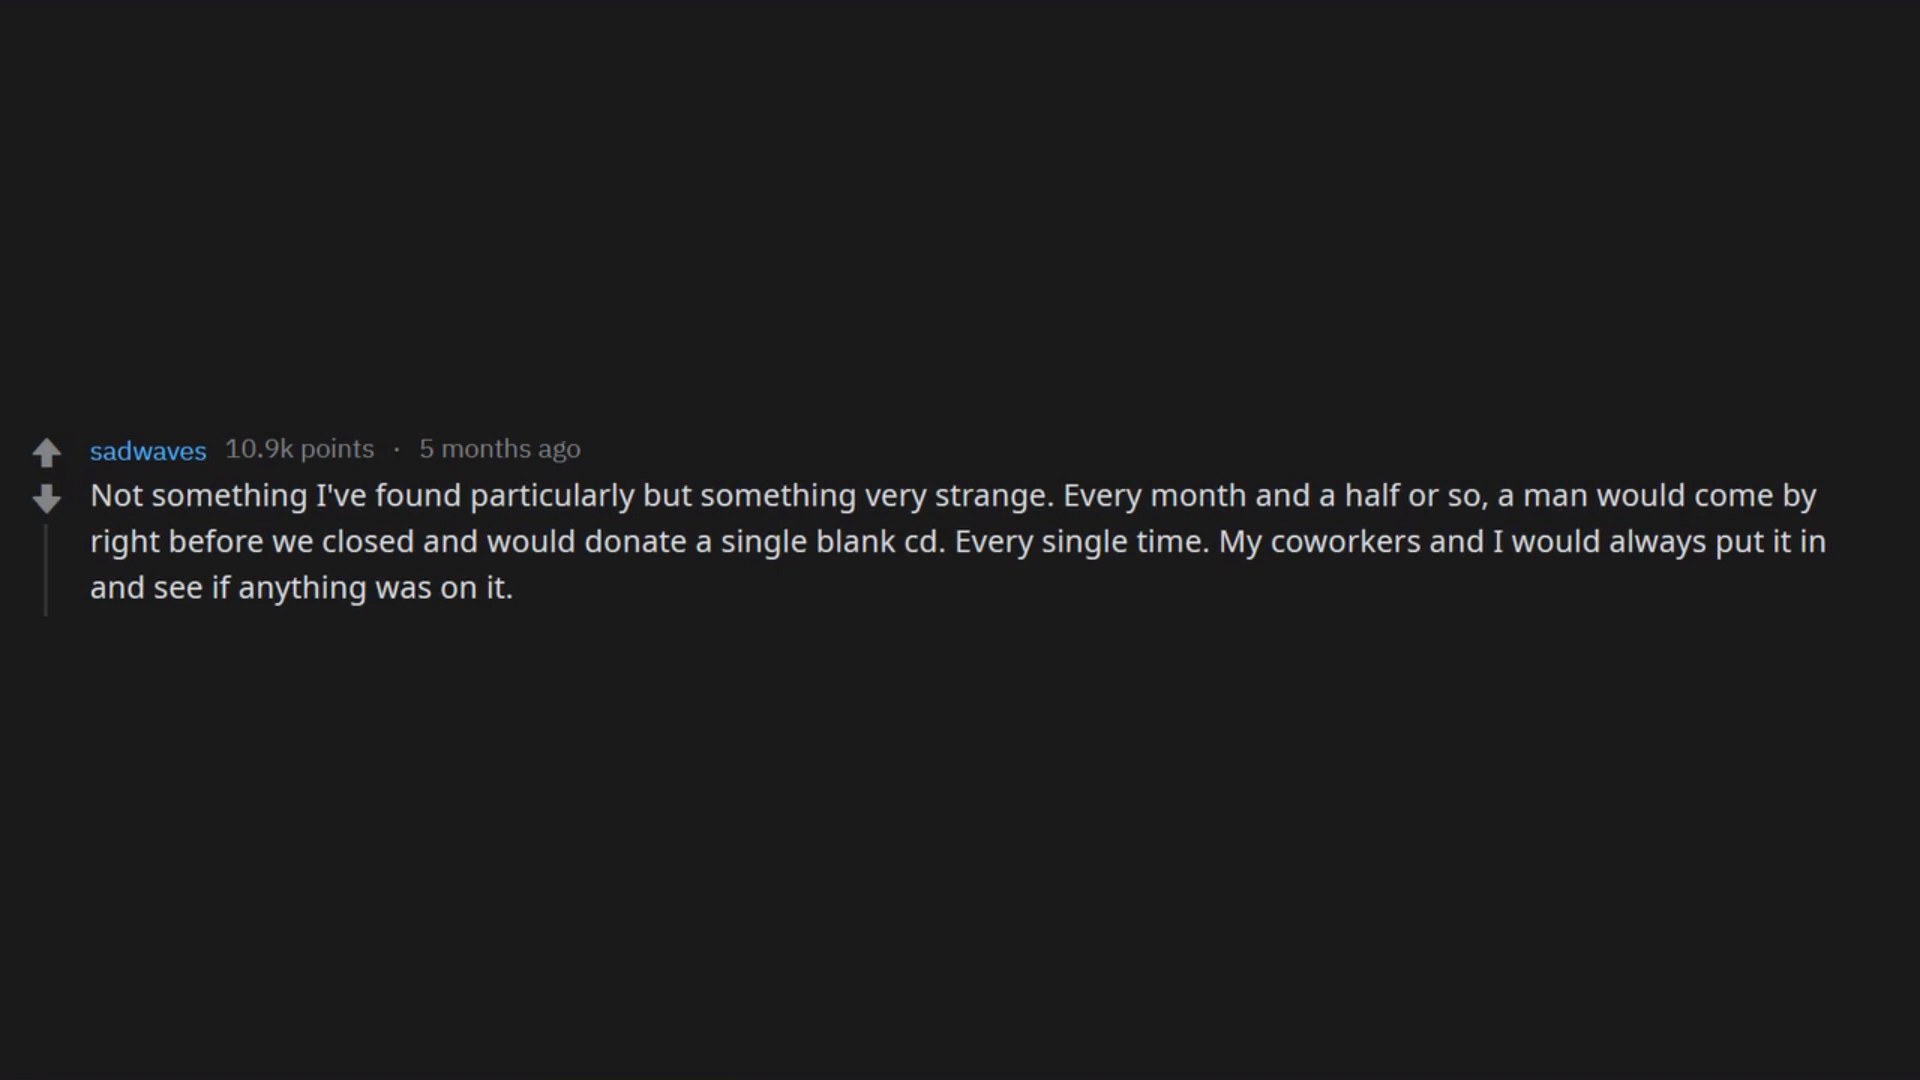 sadwaves 10.9k points · 5 months ago
Not something I've found particularly but something very strange. Every month and a half or so, a man would come by
right before we closed and would donate a single blank cd. Every single time. My coworkers and I would always put it in
and see if anything was on it.